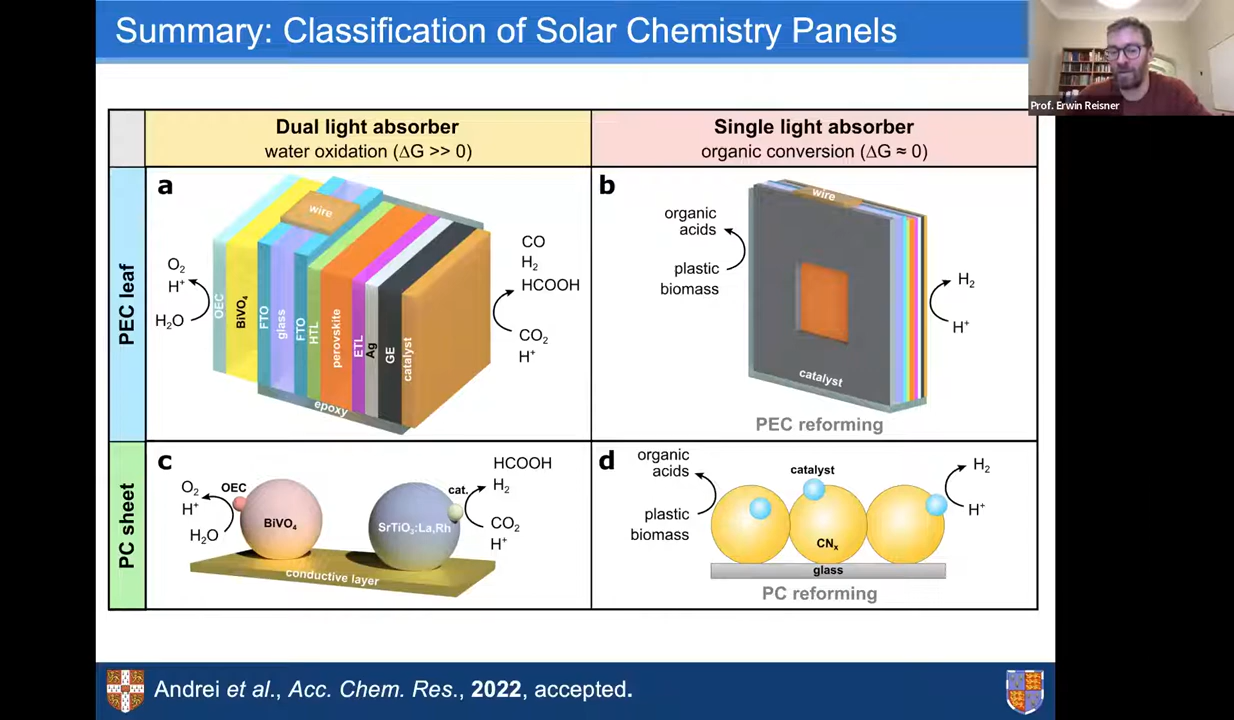 Summary: Classification of Solar Chemistry Panels
Prof. Erwin Reisner
Dual light absorber
water oxidation (ΔG >> 0)
Single light absorber
organic conversion (ΔG ≈ 0)
PEC leaf
a
wire
O₂
H⁺
H₂O
OEC
BiVO₄
FTO
glass
FTO
HTL
perovskite
ETL
Ag
GE
catalyst
epoxy
CO
H₂
HCOOH
CO₂
H⁺
b
wire
organic
acids
plastic
biomass
catalyst
H₂
H⁺
PEC reforming
PC sheet
c
O₂
H⁺
H₂O
OEC
BiVO₄
SrTiO₃:La,Rh
cat.
HCOOH
H₂
CO₂
H⁺
conductive layer
d
organic
acids
plastic
biomass
catalyst
CNₓ
glass
H₂
H⁺
PC reforming
Andrei et al., Acc. Chem. Res., 2022, accepted.